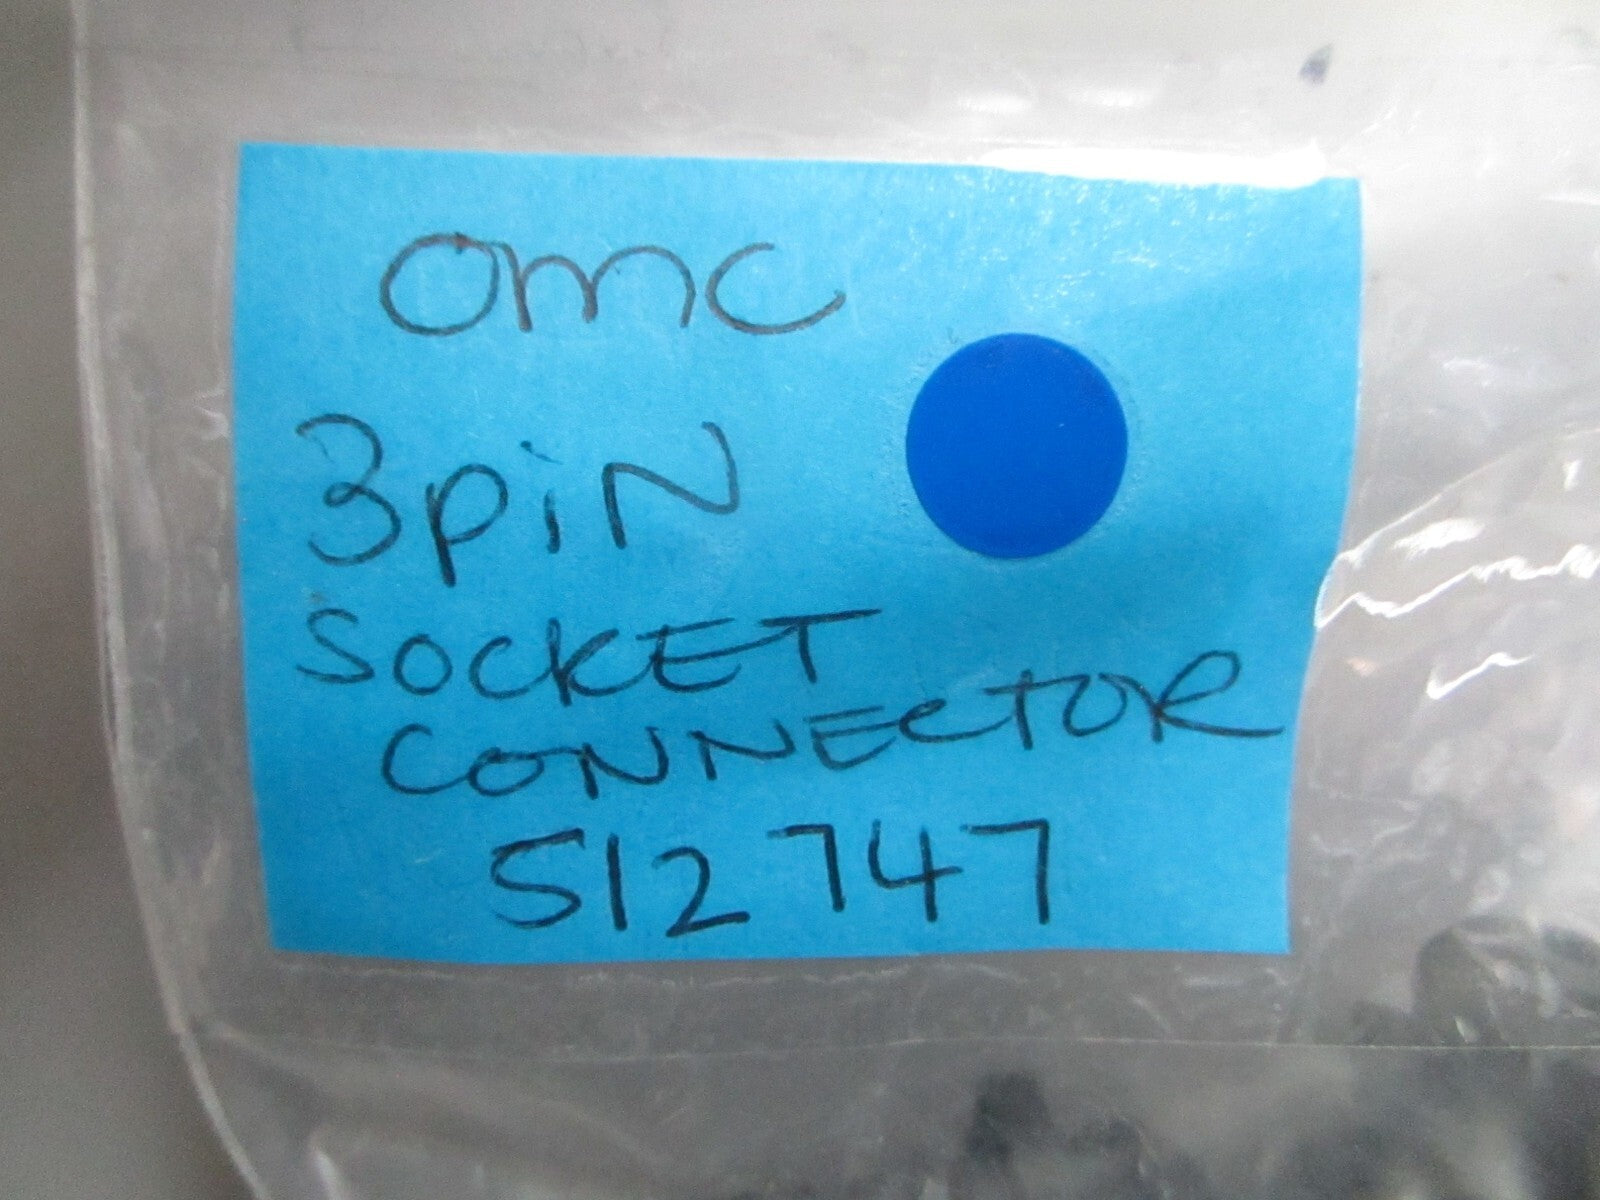 omc
3piN
SOCKET
CONNECTOR
512747